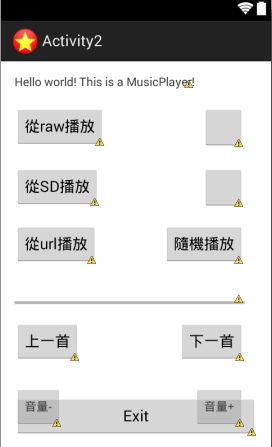 Activity2
Hello world! This is a MusicPlayer!
從raw播放
從SD播放
從url播放
隨機播放
上一首
下一首
音量-
音量+
Exit